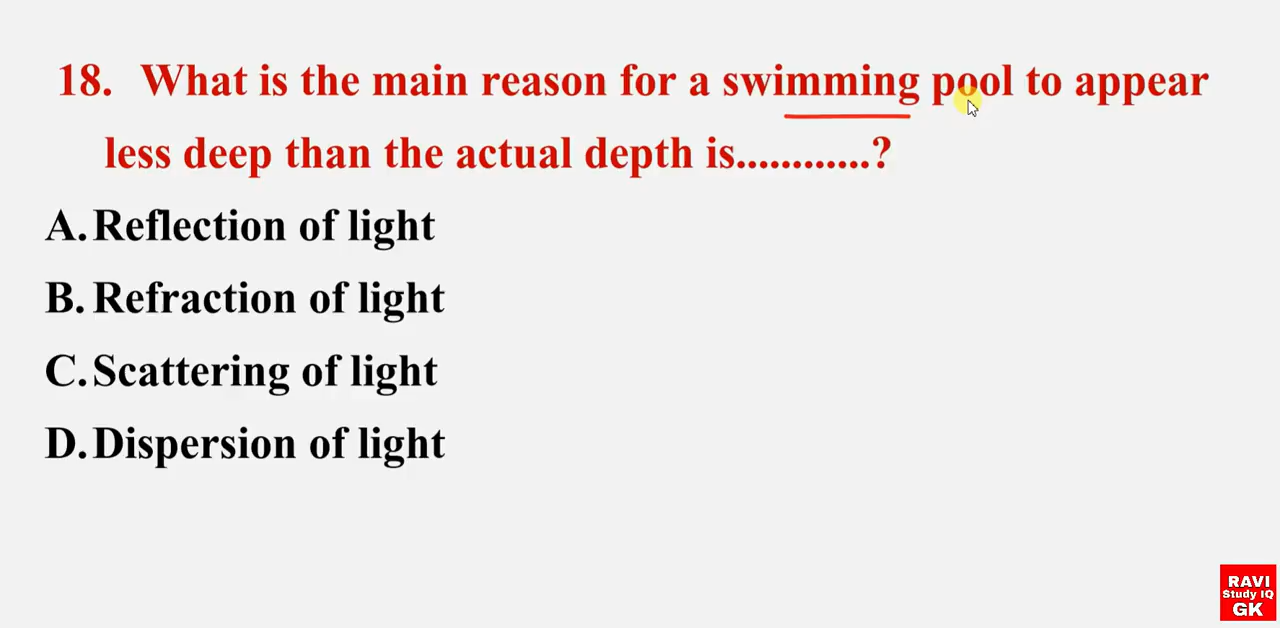 18. What is the main reason for a swimming pool to appear
less deep than the actual depth is............?
A. Reflection of light
B. Refraction of light
C. Scattering of light
D. Dispersion of light
RAVI
Study IQ
GK